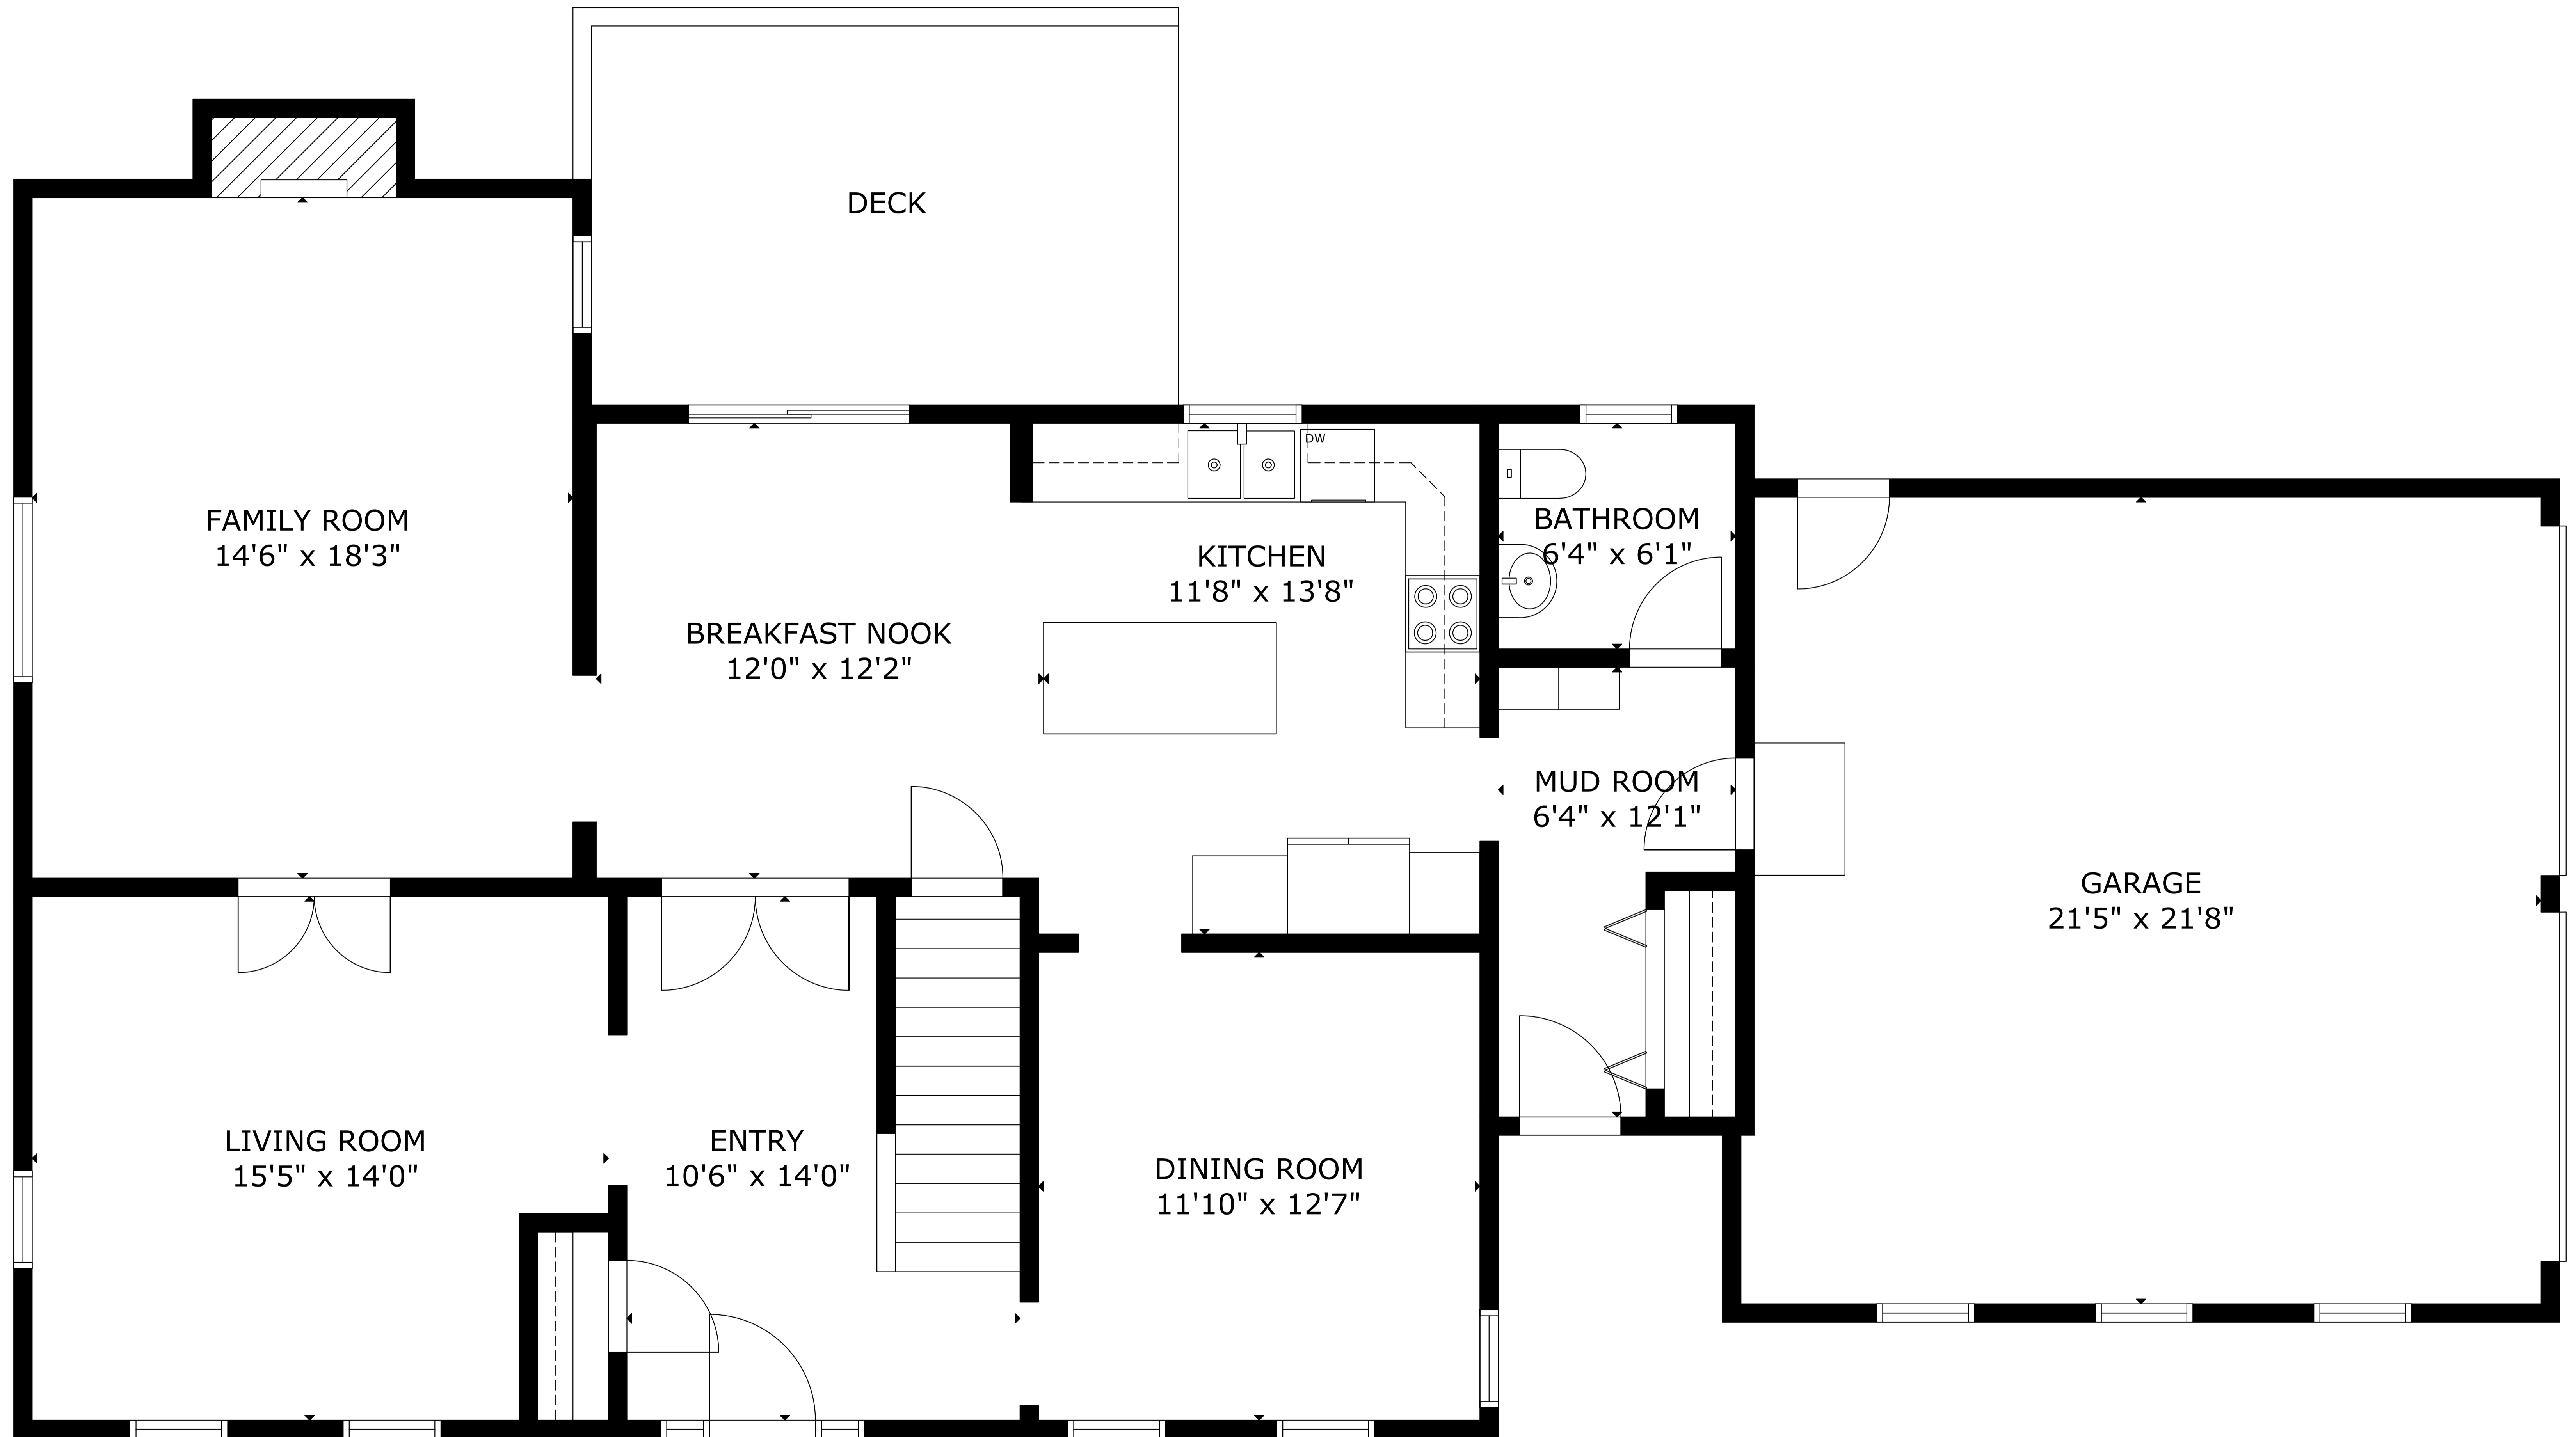 DECK
FAMILY ROOM
14'6" x 18'3"
BREAKFAST NOOK
12'0" x 12'2"
DW
KITCHEN
11'8" x 13'8"
BATHROOM
6'4" x 6'1"
MUD ROOM
6'4" x 12'1"
GARAGE
21'5" x 21'8"
LIVING ROOM
15'5" x 14'0"
ENTRY
10'6" x 14'0"
DINING ROOM
11'10" x 12'7"